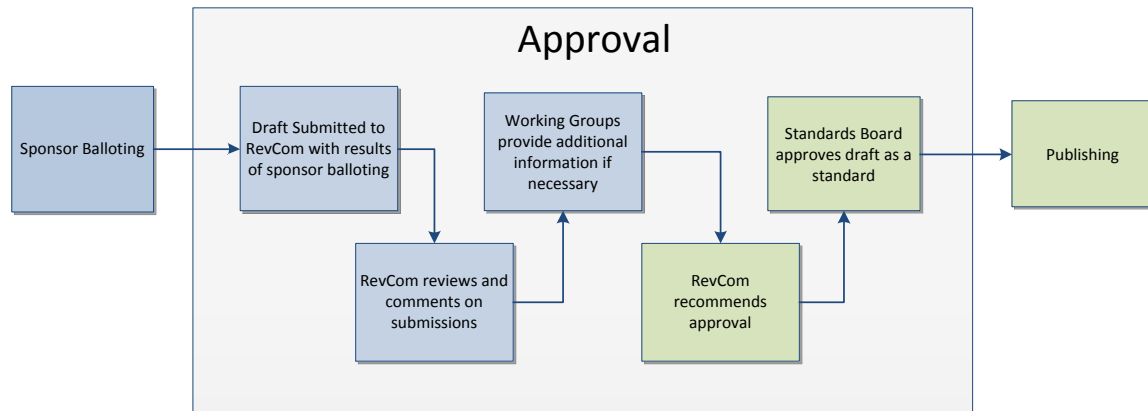 Approval
Sponsor Balloting
Draft Submitted to
RevCom with results
of sponsor balloting
RevCom reviews and
comments on
submissions
Working Groups
provide additional
information if
necessary
RevCom
recommends
approval
Standards Board
approves draft as a
standard
Publishing